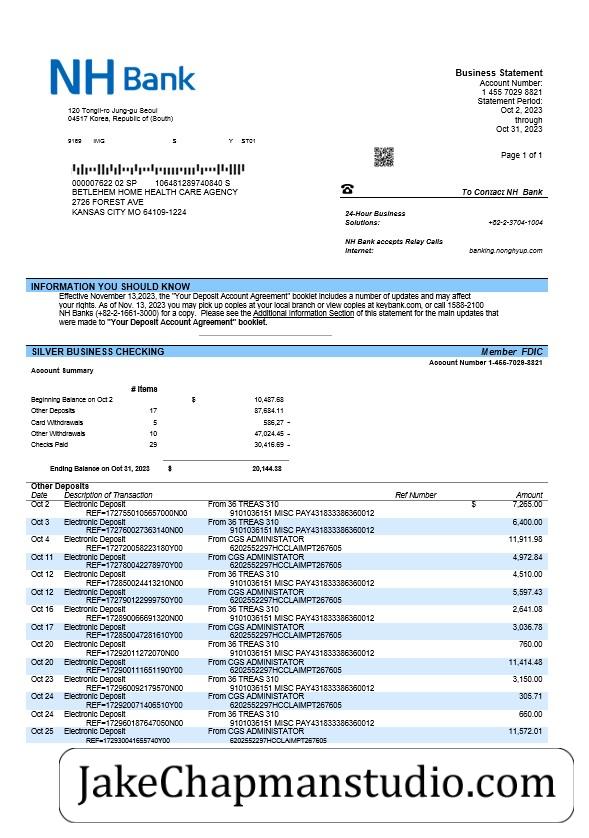 NH Bank
120 Tongil-ro Jung-gu Seoul
04517 Korea, Republic of (South)
9169 IMG S Y ST01
Business Statement
Account Number:
1 455 7029 8821
Statement Period:
Oct 2, 2023
through
Oct 31, 2023
Page 1 of 1
000007622 02 SP 106481289740840 S
BETLEHEM HOME HEALTH CARE AGENCY
2726 FOREST AVE
KANSAS CITY MO 64109-1224
To Contact NH Bank
24-Hour Business
Solutions: +82-2-3704-1004
NH Bank accepts Relay Calls
Internet: banking.nonghyup.com
INFORMATION YOU SHOULD KNOW
Effective November 13,2023, the "Your Deposit Account Agreement" booklet includes a number of updates and may affect
your rights. As of Nov. 13, 2023 you may pick up copies at your local branch or view copies at keybank.com, or call 1588-2100
NH Banks (+82-2-1661-3000) for a copy. Please see the Additional Information Section of this statement for the main updates that
were made to "Your Deposit Account Agreement" booklet.
SILVER BUSINESS CHECKING Member FDIC
Account Number 1-455-7029-8821
Account Summary
# Items
Beginning Balance on Oct 2 $ 10,487.63
Other Deposits 17 87,684.11
Card Withdrawals 5 586,27 -
Other Withdrawals 10 47,024.45 -
Checks Paid 29 30,416.69 -
Ending Balance on Oot 31, 2023 $ 20,144.33
Other Deposits
Date Description of Transaction Ref Number Amount
Oct 2 Electronic Deposit From 36 TREAS 310 $ 7,265.00
REF=1727550105657000N00 9101036151 MISC PAY431833386360012
Oct 3 Electronic Deposit From 36 TREAS 310 6,400.00
REF=172760027363140N00 9101036151 MISC PAY431833386360012
Oct 4 Electronic Deposit From CGS ADMINISTATOR 11,911.98
REF=172720058223180Y00 6202552297HCCLAIMPT267605
Oct 11 Electronic Deposit From CGS ADMINISTATOR 4,972.84
REF=172780042278970Y00 6202552297HCCLAIMPT267605
Oct 12 Electronic Deposit From 36 TREAS 310 4,510.00
REF=172850024413210N00 9101036151 MISC PAY431833386360012
Oct 12 Electronic Deposit From CGS ADMINISTATOR 5,597.43
REF=172790122999750Y00 6202552297HCCLAIMPT267605
Oct 16 Electronic Deposit From 36 TREAS 310 2,641.08
REF=172890066691320N00 9101036151 MISC PAY431833386360012
Oct 17 Electronic Deposit From CGS ADMINISTATOR 3,036.78
REF=172850047281610Y00 6202552297HCCLAIMPT267605
Oct 20 Electronic Deposit From 36 TREAS 310 760.00
REF=17292011272070N00 9101036151 MISC PAY431833386360012
Oct 20 Electronic Deposit From CGS ADMINISTATOR 11,414.48
REF=172900111651190Y00 6202552297HCCLAIMPT267605
Oct 23 Electronic Deposit From 36 TREAS 310 3,150.00
REF=172960092179570N00 9101036151 MISC PAY431833386360012
Oct 24 Electronic Deposit From CGS ADMINISTATOR 305.71
REF=172920071406510Y00 6202552297HCCLAIMPT267605
Oct 24 Electronic Deposit From 36 TREAS 310 660.00
REF=172960187647050N00 9101036151 MISC PAY431833386360012
Oct 25 Electronic Deposit From CGS ADMINISTATOR 11,572.01
REF=172930041655740Y00 6202552297HCCLAIMPT267605
JakeChapmanstudio.com